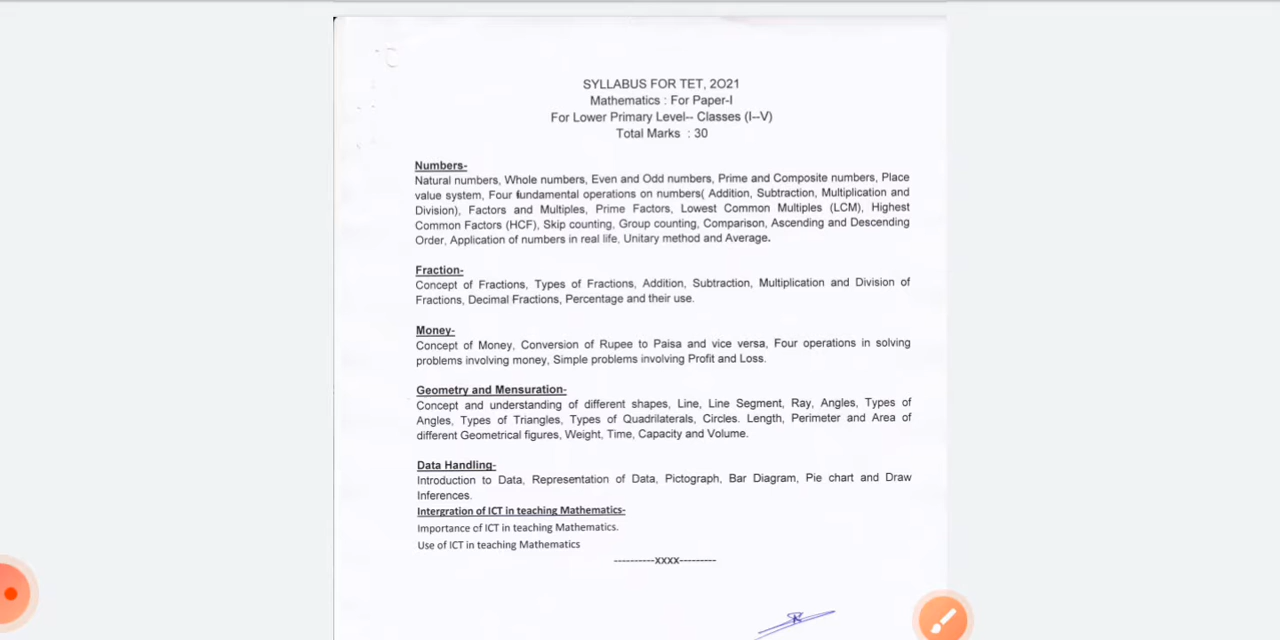 SYLLABUS FOR TET, 2021
Mathematics : For Paper-I
For Lower Primary Level-- Classes (I--V)
Total Marks : 30
Numbers-
Natural numbers, Whole numbers, Even and Odd numbers, Prime and Composite numbers, Place
value system, Four fundamental operations on numbers( Addition, Subtraction, Multiplication and
Division), Factors and Multiples, Prime Factors, Lowest Common Multiples (LCM), Highest
Common Factors (HCF), Skip counting, Group counting, Comparison, Ascending and Descending
Order, Application of numbers in real life, Unitary method and Average.
Fraction-
Concept of Fractions, Types of Fractions, Addition, Subtraction, Multiplication and Division of
Fractions, Decimal Fractions, Percentage and their use.
Money-
Concept of Money, Conversion of Rupee to Paisa and vice versa, Four operations in solving
problems involving money, Simple problems involving Profit and Loss.
Geometry and Mensuration-
Concept and understanding of different shapes, Line, Line Segment, Ray, Angles, Types of
Angles, Types of Triangles, Types of Quadrilaterals, Circles. Length, Perimeter and Area of
different Geometrical figures, Weight, Time, Capacity and Volume.
Data Handling-
Introduction to Data, Representation of Data, Pictograph, Bar Diagram, Pie chart and Draw
Inferences.
Intergration of ICT in teaching Mathematics-
Importance of ICT in teaching Mathematics.
Use of ICT in teaching Mathematics
----------XXXX---------